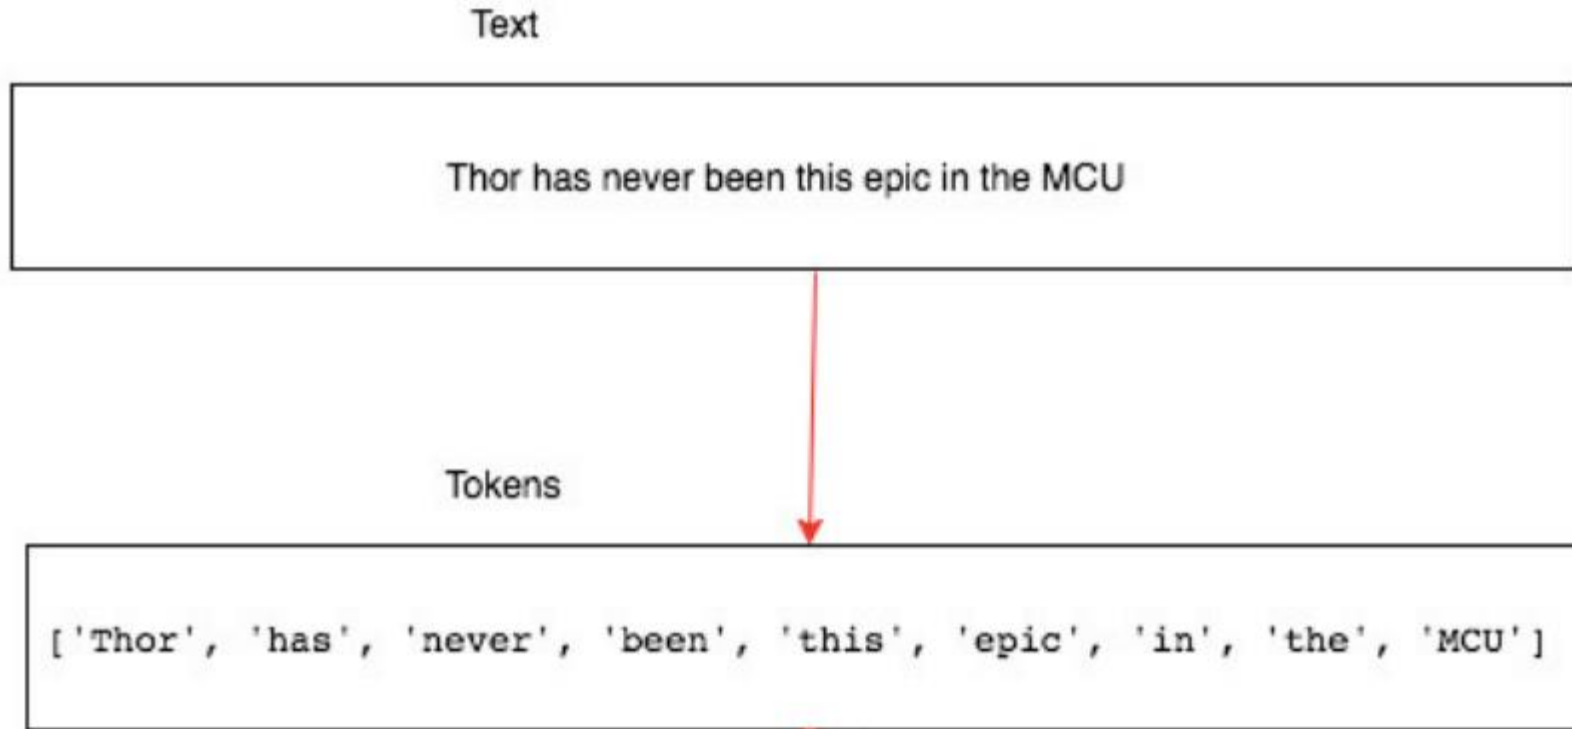 Text
Thor has never been this epic in the MCU
Tokens
['Thor', 'has', 'never', 'been', 'this', 'epic', 'in', 'the', 'MCU']